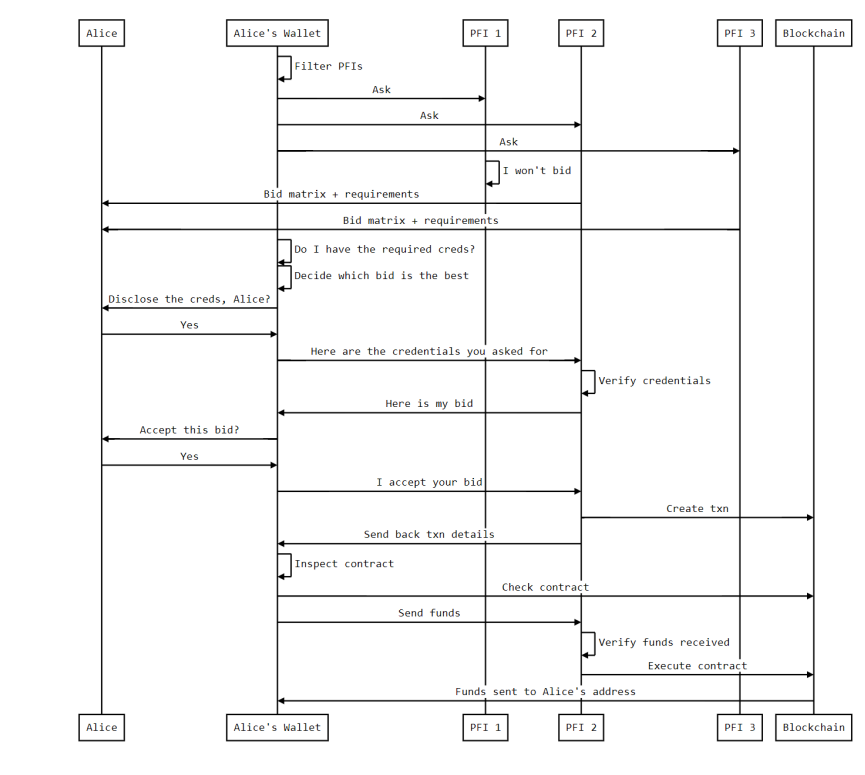 Alice
Alice's Wallet
PFI 1
PFI 2
PFI 3
Blockchain
Filter PFIs
Ask
Ask
Ask
I won't bid
Bid matrix + requirements
Bid matrix + requirements
Do I have the required creds?
Decide which bid is the best
Disclose the creds, Alice?
Yes
Here are the credentials you asked for
Verify credentials
Here is my bid
Accept this bid?
Yes
I accept your bid
Create txn
Send back txn details
Inspect contract
Check contract
Send funds
Verify funds received
Execute contract
Funds sent to Alice's address
Alice
Alice's Wallet
PFI 1
PFI 2
PFI 3
Blockchain